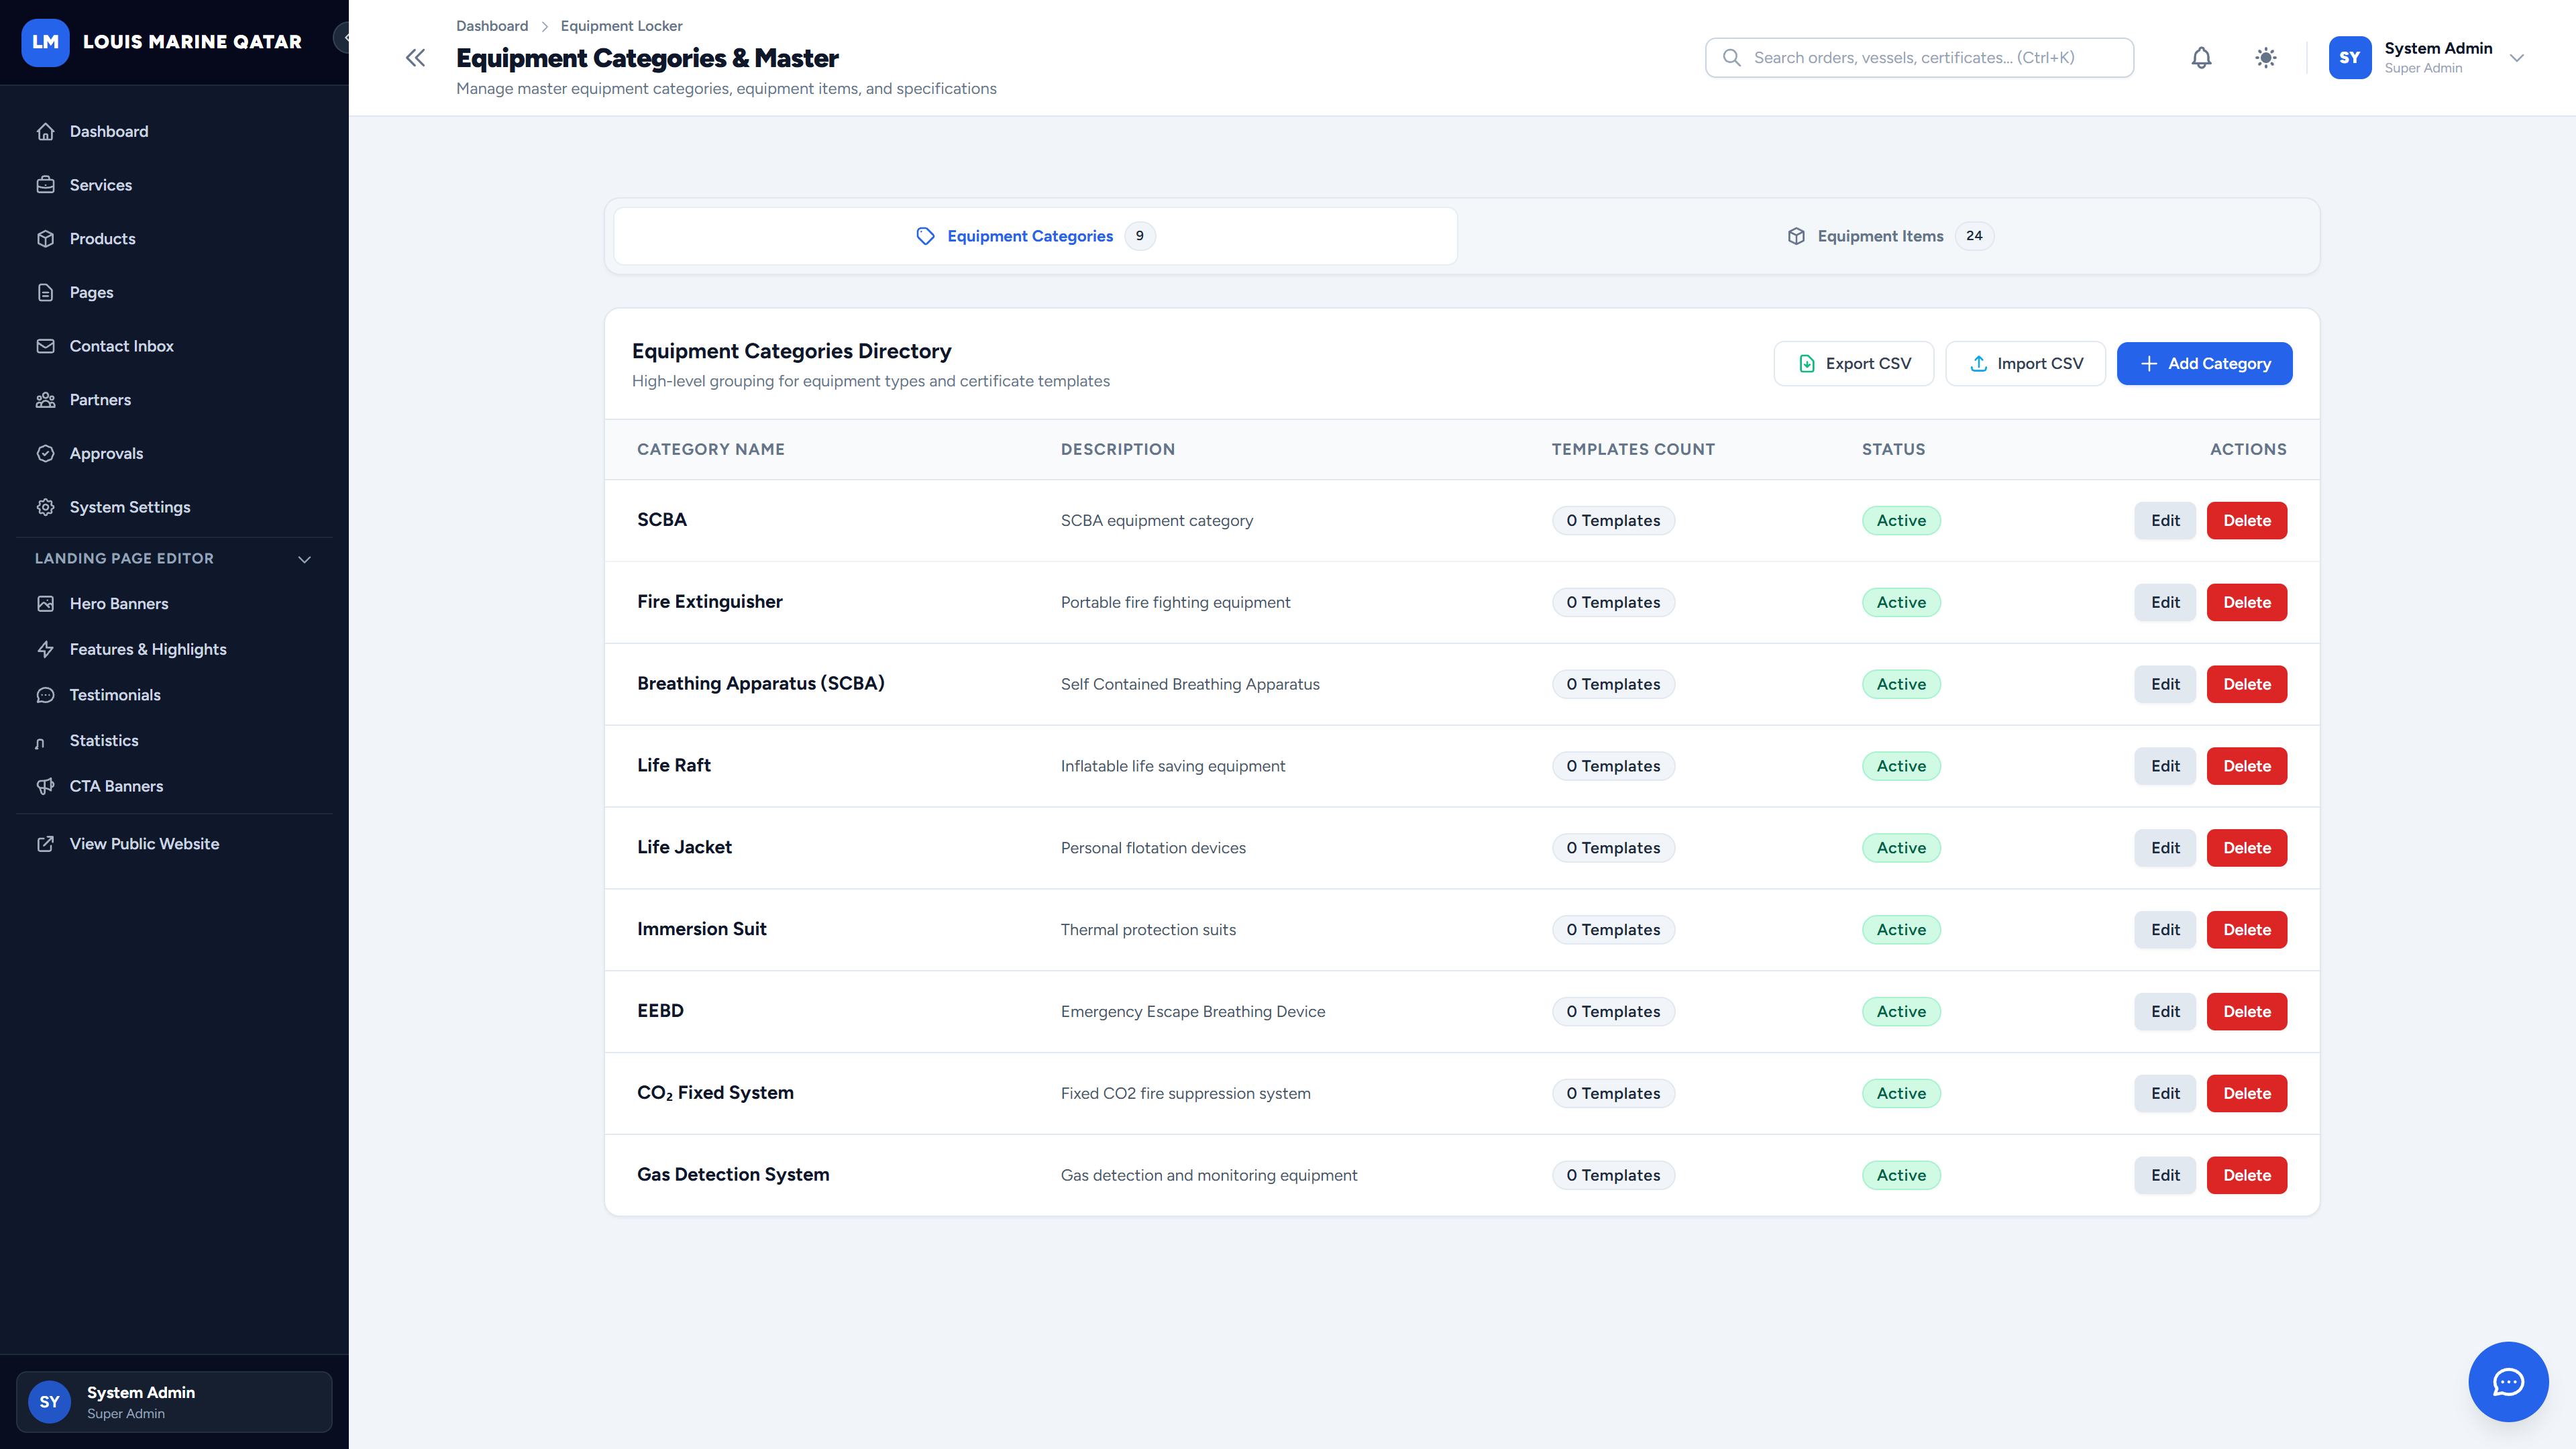 LM LOUIS MARINE QATAR
Dashboard
Services
Products
Pages
Contact Inbox
Partners
Approvals
System Settings
LANDING PAGE EDITOR
Hero Banners
Features & Highlights
Testimonials
Statistics
CTA Banners
View Public Website
SY System Admin
Super Admin
Dashboard Equipment Locker
Equipment Categories & Master
Manage master equipment categories, equipment items, and specifications
Search orders, vessels, certificates... (Ctrl+K)
SY System Admin
Super Admin
Equipment Categories 9
Equipment Items 24
Equipment Categories Directory
High-level grouping for equipment types and certificate templates
Export CSV Import CSV Add Category
CATEGORY NAME DESCRIPTION TEMPLATES COUNT STATUS ACTIONS
SCBA SCBA equipment category 0 Templates Active Edit Delete
Fire Extinguisher Portable fire fighting equipment 0 Templates Active Edit Delete
Breathing Apparatus (SCBA) Self Contained Breathing Apparatus 0 Templates Active Edit Delete
Life Raft Inflatable life saving equipment 0 Templates Active Edit Delete
Life Jacket Personal flotation devices 0 Templates Active Edit Delete
Immersion Suit Thermal protection suits 0 Templates Active Edit Delete
EEBD Emergency Escape Breathing Device 0 Templates Active Edit Delete
CO₂ Fixed System Fixed CO2 fire suppression system 0 Templates Active Edit Delete
Gas Detection System Gas detection and monitoring equipment 0 Templates Active Edit Delete